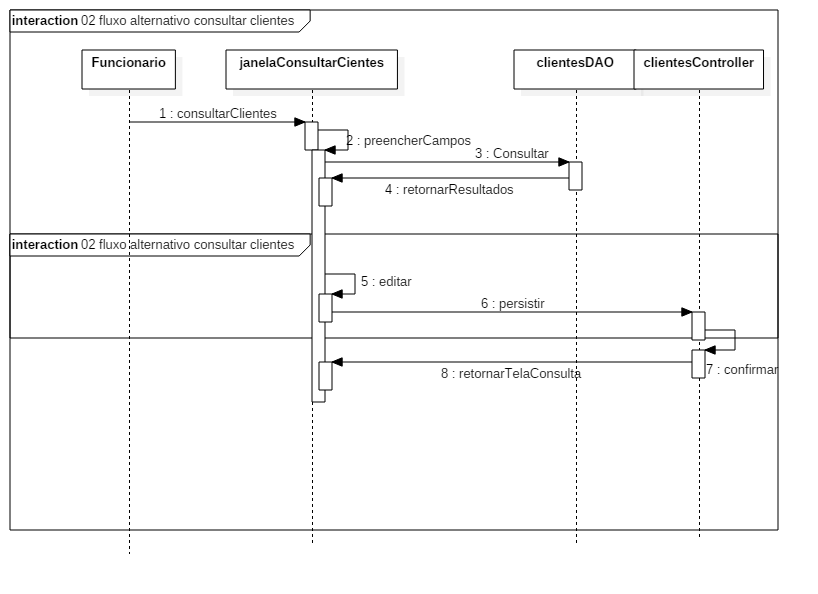 interaction 02 fluxo alternativo consultar clientes
Funcionario
janelaConsultarCientes
clientesDAO
clientesController
1 : consultarClientes
2 : preencherCampos
3 : Consultar
4 : retornarResultados
interaction 02 fluxo alternativo consultar clientes
5 : editar
6 : persistir
7 : confirmar
8 : retornarTelaConsulta